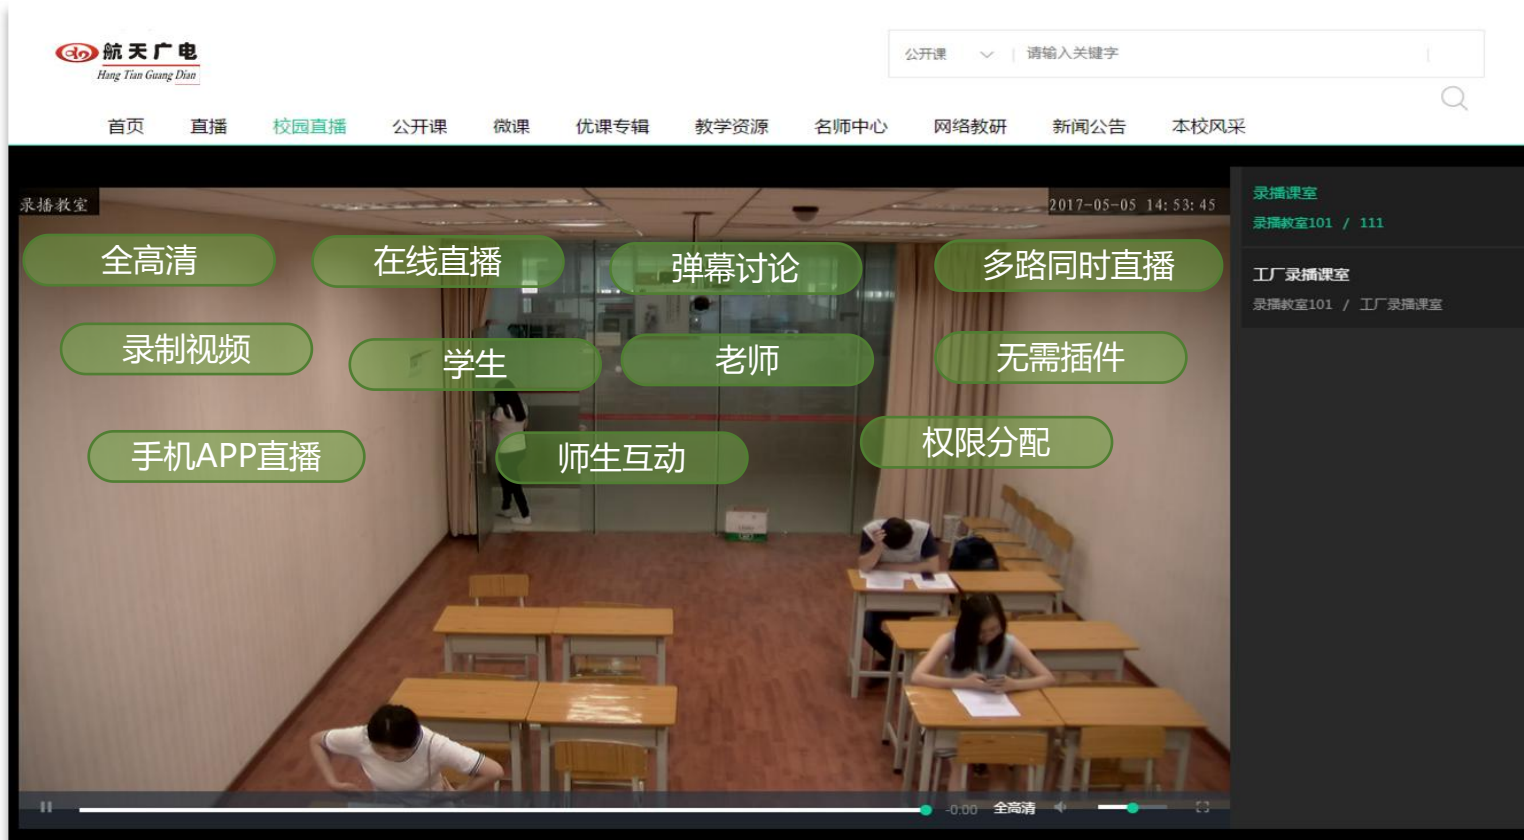 航天广电
Hang Tian Guang Dian
公开课 请输入关键字
首页 直播 校园直播 公开课 微课 优课专辑 教学资源 名师中心 网络教研 新闻公告 本校风采
录播教室
2017-05-05 14:53:45
全高清 在线直播 弹幕讨论 多路同时直播
录制视频 学生 老师 无需插件
手机APP直播 师生互动 权限分配
录播课室
录播教室101 / 111
工厂录播课室
录播教室101 / 工厂录播课室
-0:00 全高清